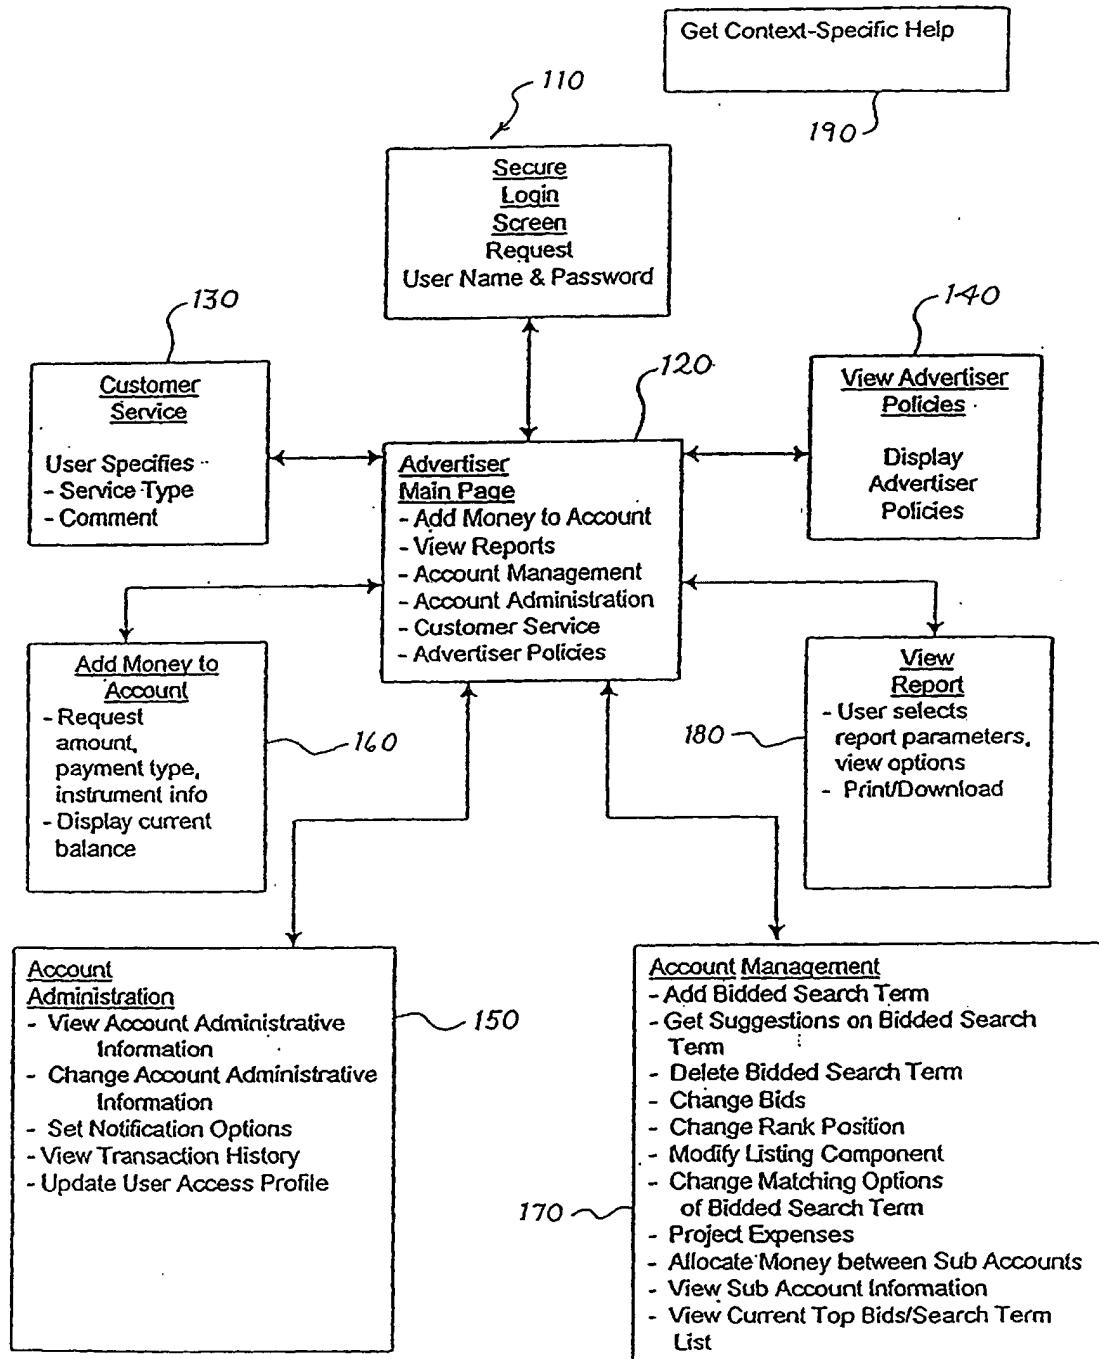 Get Context-Specific Help
190
110
Secure
Login
Screen
Request
User Name & Password
130
Customer
Service
User Specifies
- Service Type
- Comment
120
Advertiser
Main Page
- Add Money to Account
- View Reports
- Account Management
- Account Administration
- Customer Service
- Advertiser Policies
140
View Advertiser
Policies
Display
Advertiser
Policies
Add Money to
Account
- Request
amount,
payment type,
instrument info
- Display current
balance
160
180
View
Report
- User selects
report parameters,
view options
- Print/Download
Account
Administration
- View Account Administrative
Information
- Change Account Administrative
Information
- Set Notification Options
- View Transaction History
- Update User Access Profile
150
170
Account Management
- Add Bidded Search Term
- Get Suggestions on Bidded Search
Term
- Delete Bidded Search Term
- Change Bids
- Change Rank Position
- Modify Listing Component
- Change Matching Options
of Bidded Search Term
- Project Expenses
- Allocate Money between Sub Accounts
- View Sub Account Information
- View Current Top Bids/Search Term
List